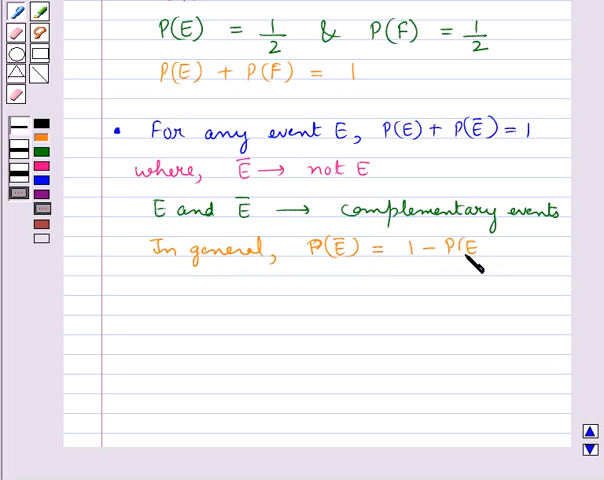 P(E) = 1/2 & P(F) = 1/2
P(E) + P(F) = 1
• For any event E, P(E) + P(E̅) = 1
where, E̅ → not E
E and E̅ → complementary events
In general, P(E̅) = 1 − P(E